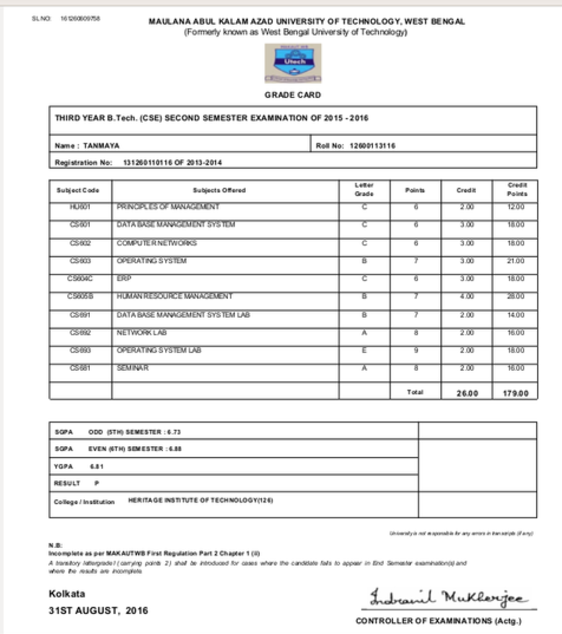 SL NO: 161260809758
MAULANA ABUL KALAM AZAD UNIVERSITY OF TECHNOLOGY, WEST BENGAL
(Formerly known as West Bengal University of Technology)
Utech
GRADE CARD
THIRD YEAR B.Tech. (CSE) SECOND SEMESTER EXAMINATION OF 2015 - 2016
Name : TANMAYA Roll No: 12600113116
Registration No: 131260110116 OF 2013-2014
Subject Code Subjects Offered Letter Grade Points Credit Credit Points
HU601 PRINCIPLES OF MANAGEMENT C 6 2.00 12.00
CS601 DATA BASE MANAGEMENT SYSTEM C 6 3.00 18.00
CS602 COMPUTER NETWORKS C 6 3.00 18.00
CS603 OPERATING SYSTEM B 7 3.00 21.00
CS604C ERP C 6 3.00 18.00
CS605B HUMAN RESOURCE MANAGEMENT B 7 4.00 28.00
CS691 DATA BASE MANAGEMENT SYSTEM LAB B 7 2.00 14.00
CS692 NETWORK LAB A 8 2.00 16.00
CS693 OPERATING SYSTEM LAB E 9 2.00 18.00
CS681 SEMINAR A 8 2.00 16.00
Total 26.00 179.00
SGPA ODD (5TH) SEMESTER : 6.73
SGPA EVEN (6TH) SEMESTER : 6.88
YGPA 6.81
RESULT P
College / Institution HERITAGE INSTITUTE OF TECHNOLOGY(126)
University is not responsible for any errors in transcripts (if any)
N.B:
Incomplete as per MAKAUTWB First Regulation Part 2 Chapter 1 (ii)
A transitory lettergrade I (carrying points 2) shall be introduced for cases where the candidate fails to appear in End Semester examination(s) and
where the results are incomplete.
Kolkata
31ST AUGUST, 2016
Indranil Mukherjee
CONTROLLER OF EXAMINATIONS (Actg.)